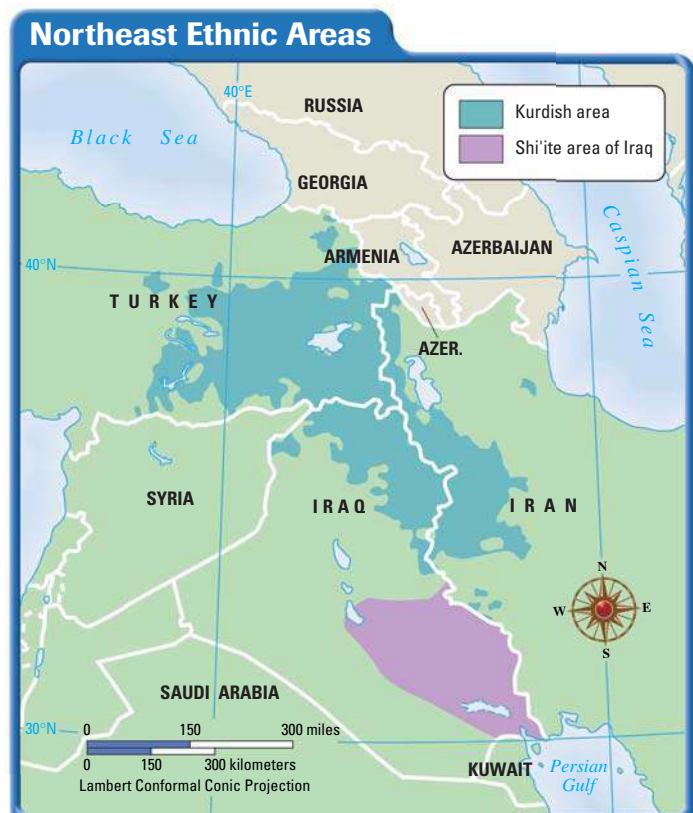 Northeast Ethnic Areas
40°E
RUSSIA
Kurdish area
Shi'ite area of Iraq
Black Sea
GEORGIA
Caspian Sea
ARMENIA
AZERBAIJAN
40°N
TURKEY
AZER.
SYRIA
IRAQ
IRAN
N
W
E
S
SAUDI ARABIA
0 150 300 miles
30°N
0 150 300 kilometers
Lambert Conformal Conic Projection
KUWAIT
Persian
Gulf